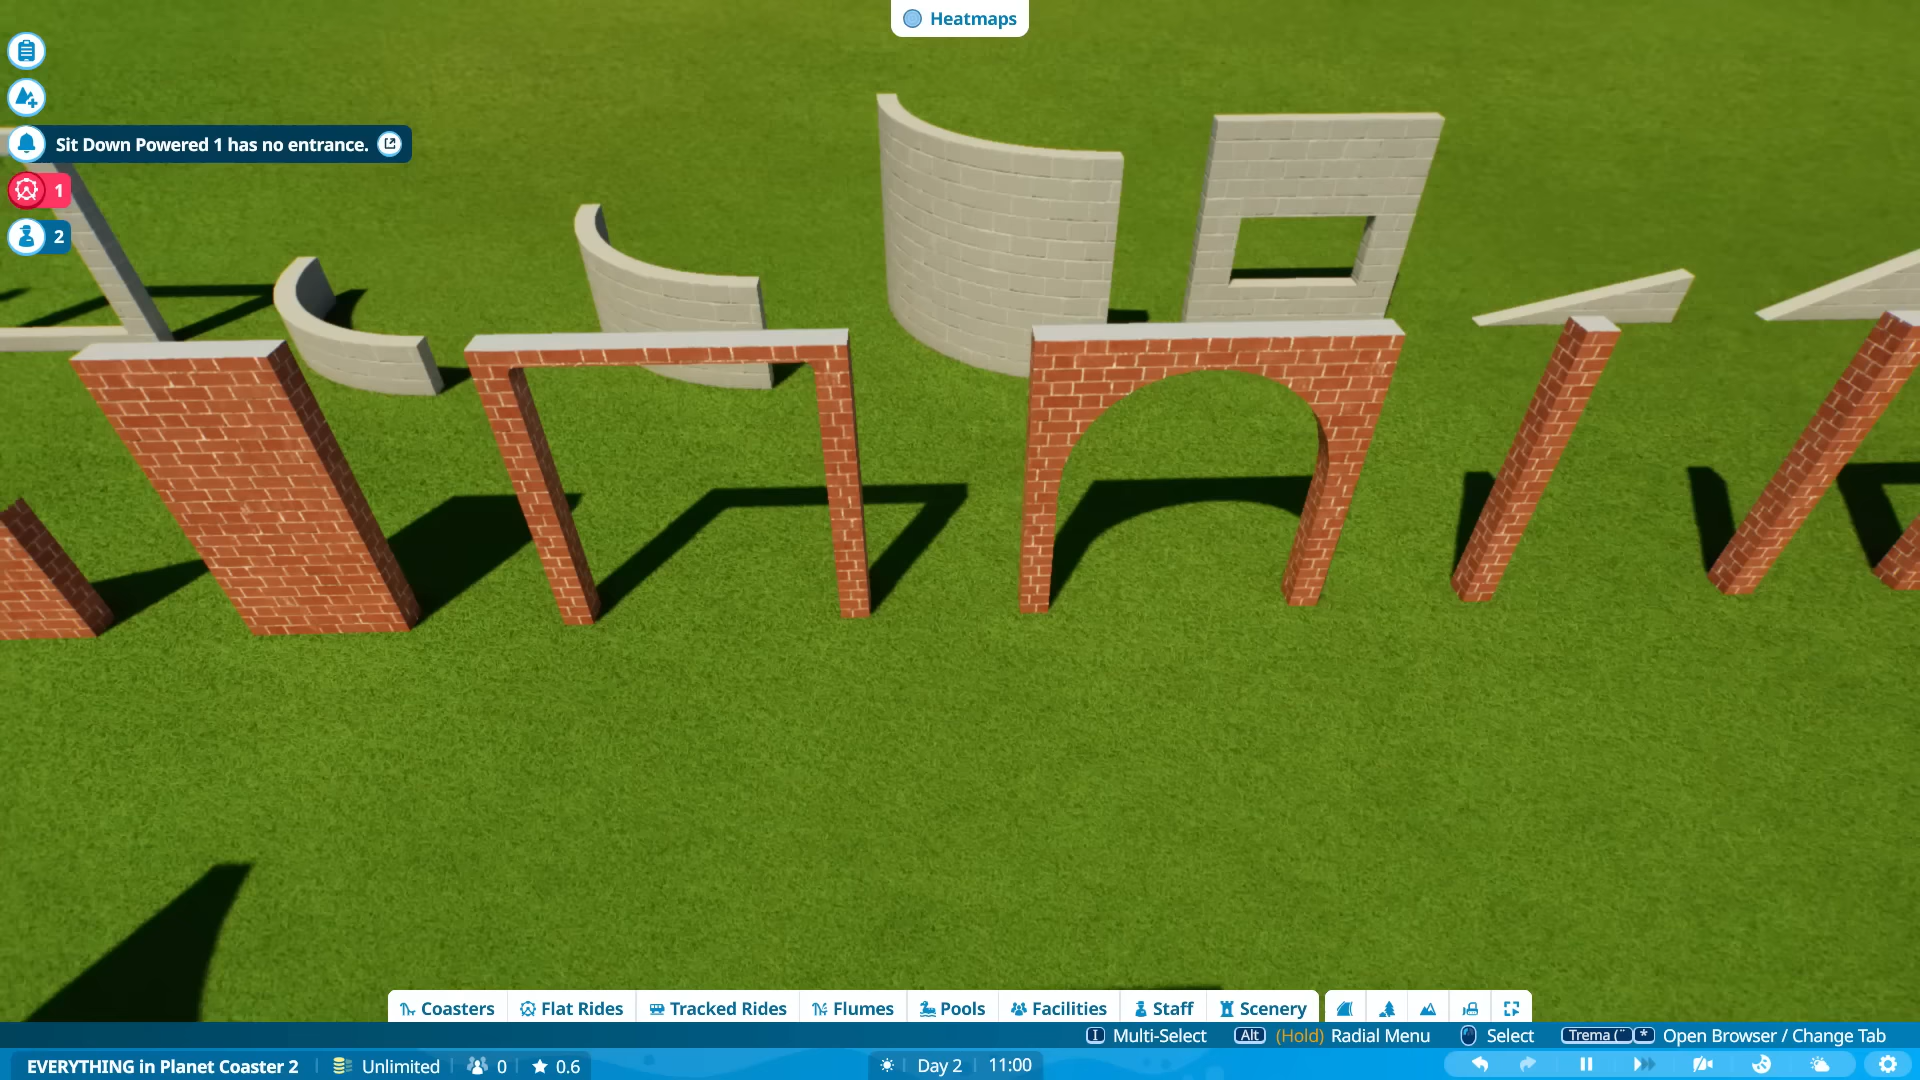 Heatmaps
Sit Down Powered 1 has no entrance.
1
2
Coasters
Flat Rides
Tracked Rides
Flumes
Pools
Facilities
Staff
Scenery
I Multi-Select
Alt (Hold) Radial Menu
Select
Trema (¨ * Open Browser / Change Tab
EVERYTHING in Planet Coaster 2
Unlimited
0
0.6
Day 2
11:00